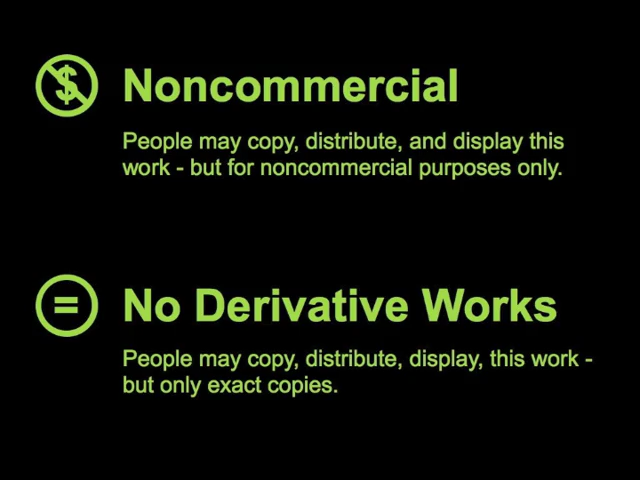 $ Noncommercial
People may copy, distribute, and display this
work - but for noncommercial purposes only.
= No Derivative Works
People may copy, distribute, display, this work -
but only exact copies.